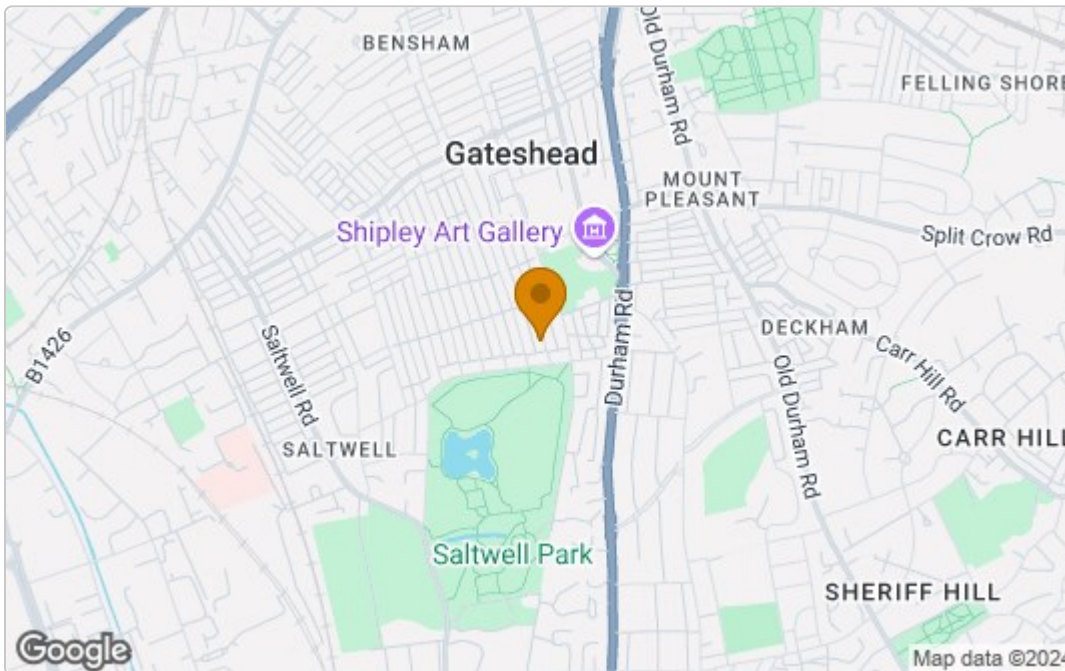 BENSHAM
Old Durham Rd
FELLING SHORE
Gateshead
MOUNT
PLEASANT
Shipley Art Gallery
Split Crow Rd
B1426
Saltwell Rd
Durham Rd
DECKHAM
Carr Hill Rd
Old Durham Rd
CARR HILL
SALTWELL
Saltwell Park
SHERIFF HILL
Google
Map data ©2024